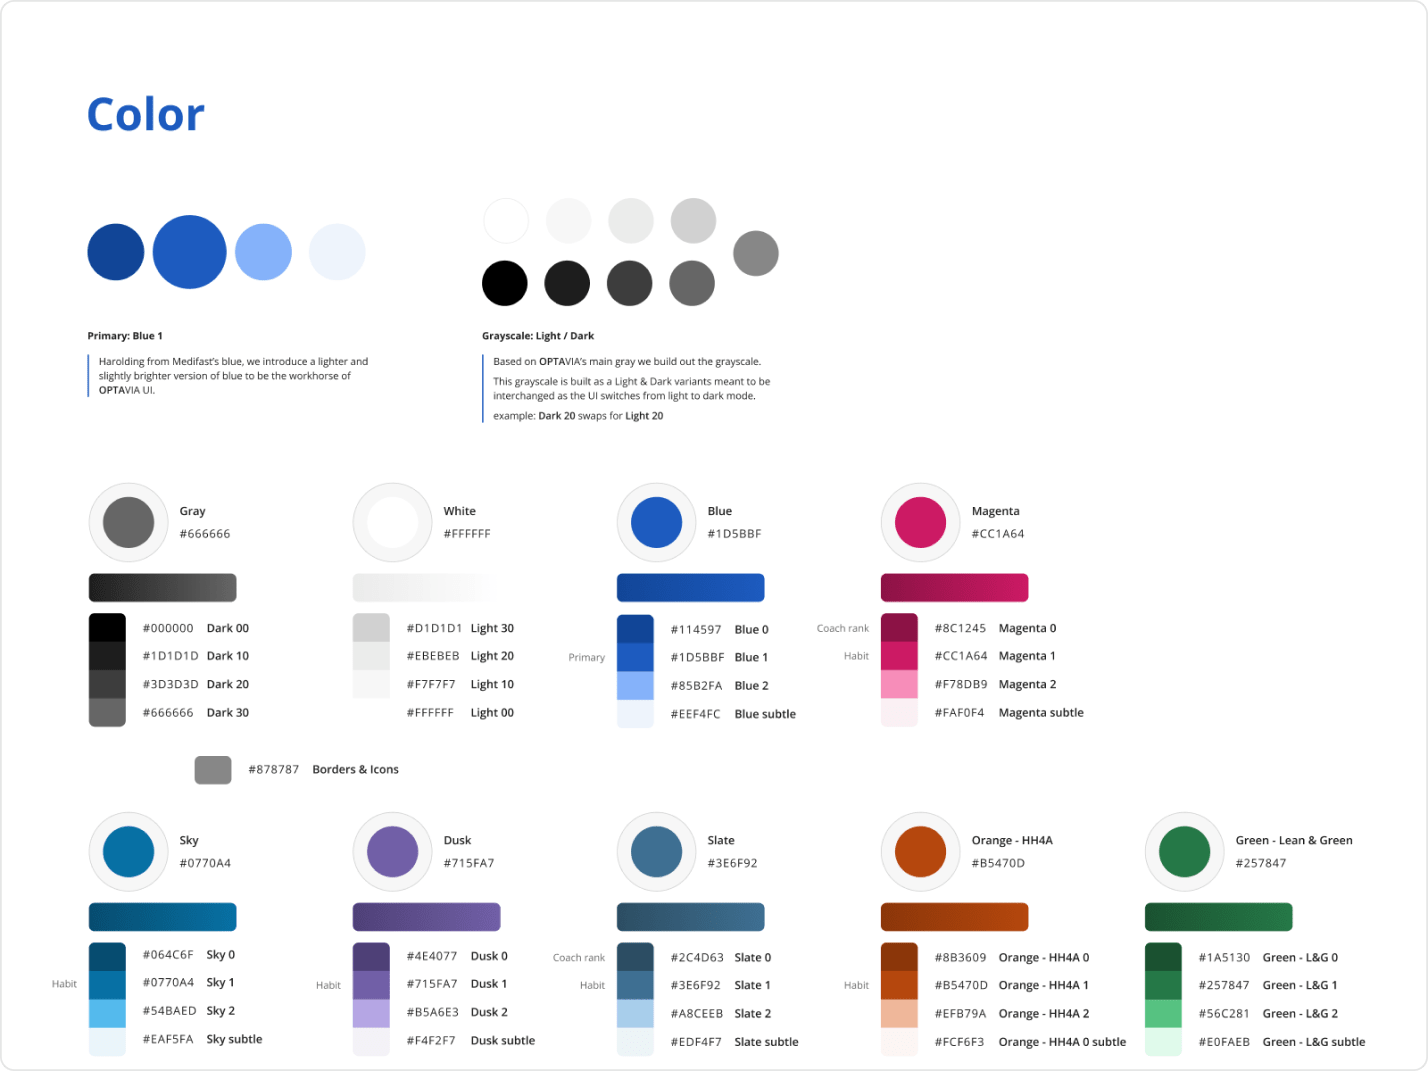 Color
Primary: Blue 1
Harolding from Medifast's blue, we introduce a lighter and
slightly brighter version of blue to be the workhorse of
OPTAVIA UI.
Grayscale: Light / Dark
Based on OPTAVIA's main gray we build out the grayscale.
This grayscale is built as a Light & Dark variants meant to be
interchanged as the UI switches from light to dark mode.
example: Dark 20 swaps for Light 20
Gray
#666666
#000000 Dark 00
#1D1D1D Dark 10
#3D3D3D Dark 20
#666666 Dark 30
White
#FFFFFF
#D1D1D1 Light 30
#EBEBEB Light 20
#F7F7F7 Light 10
#FFFFFF Light 00
Blue
#1D5BBF
#114597 Blue 0
Primary #1D5BBF Blue 1
#85B2FA Blue 2
#EEF4FC Blue subtle
Magenta
#CC1A64
Coach rank #8C1245 Magenta 0
Habit #CC1A64 Magenta 1
#F78DB9 Magenta 2
#FAF0F4 Magenta subtle
#878787 Borders & Icons
Sky
#0770A4
#064C6F Sky 0
Habit #0770A4 Sky 1
#54BAED Sky 2
#EAF5FA Sky subtle
Dusk
#715FA7
#4E4077 Dusk 0
Habit #715FA7 Dusk 1
#B5A6E3 Dusk 2
#F4F2F7 Dusk subtle
Slate
#3E6F92
Coach rank #2C4D63 Slate 0
Habit #3E6F92 Slate 1
#A8CEEB Slate 2
#EDF4F7 Slate subtle
Orange - HH4A
#B5470D
#8B3609 Orange - HH4A 0
Habit #B5470D Orange - HH4A 1
#EFB79A Orange - HH4A 2
#FCF6F3 Orange - HH4A 0 subtle
Green - Lean & Green
#257847
#1A5130 Green - L&G 0
#257847 Green - L&G 1
#56C281 Green - L&G 2
#E0FAEB Green - L&G subtle